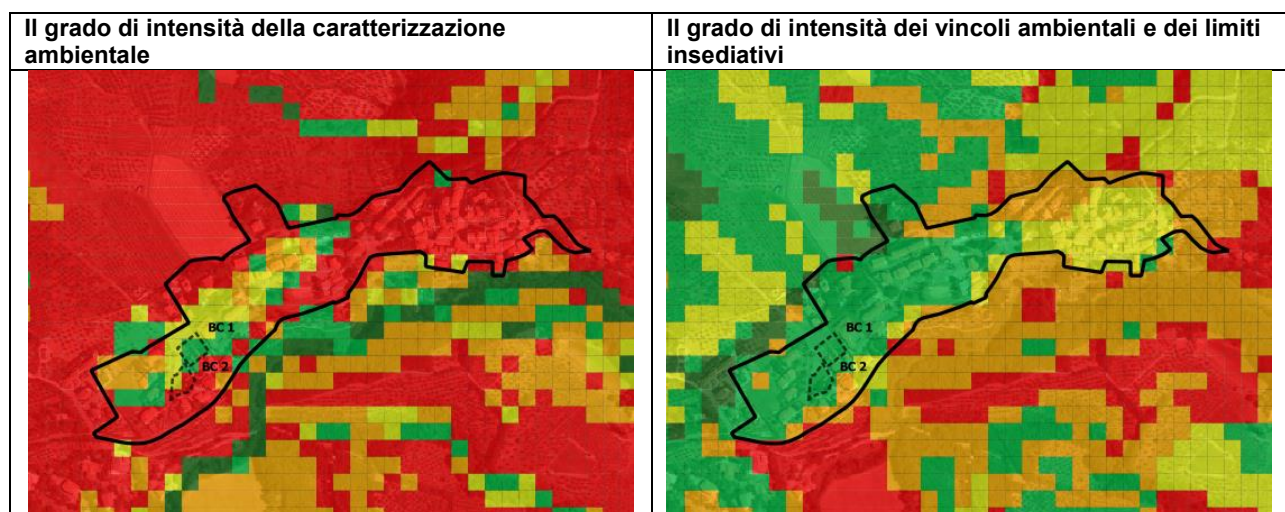 Il grado di intensità della caratterizzazione
ambientale
Il grado di intensità dei vincoli ambientali e dei limiti
insediativi
BC 1
BC 2
BC 1
BC 2